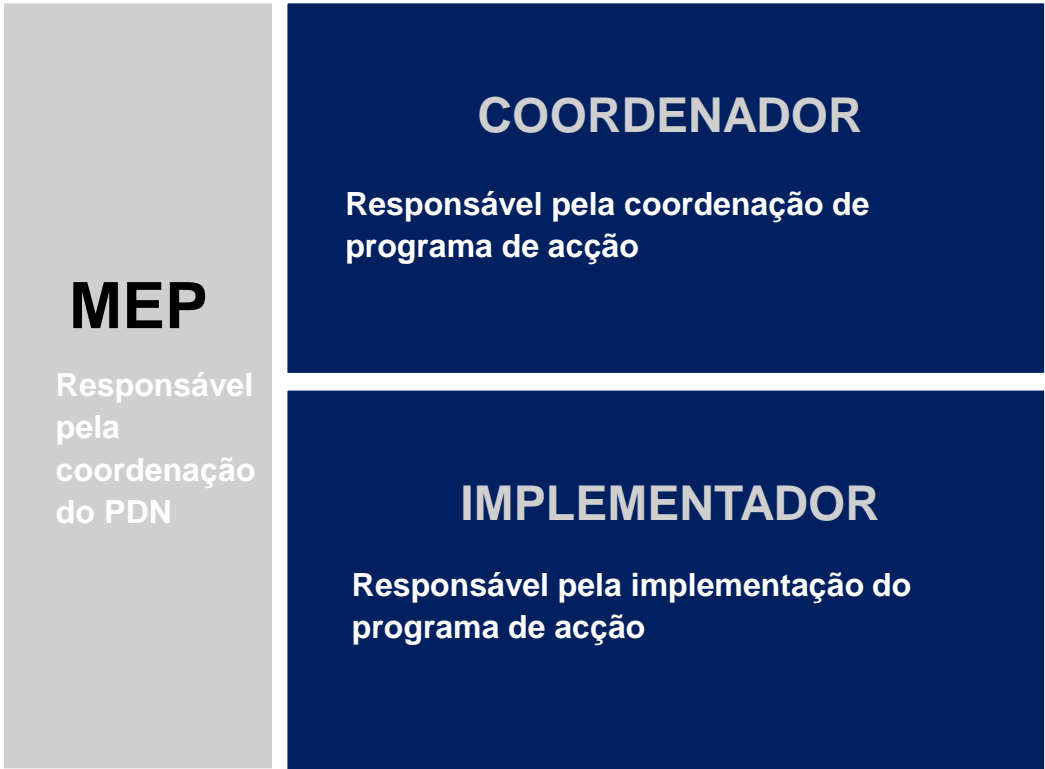 MEP
Responsável
pela
coordenação
do PDN
COORDENADOR
Responsável pela coordenação de
programa de acção
IMPLEMENTADOR
Responsável pela implementação do
programa de acção